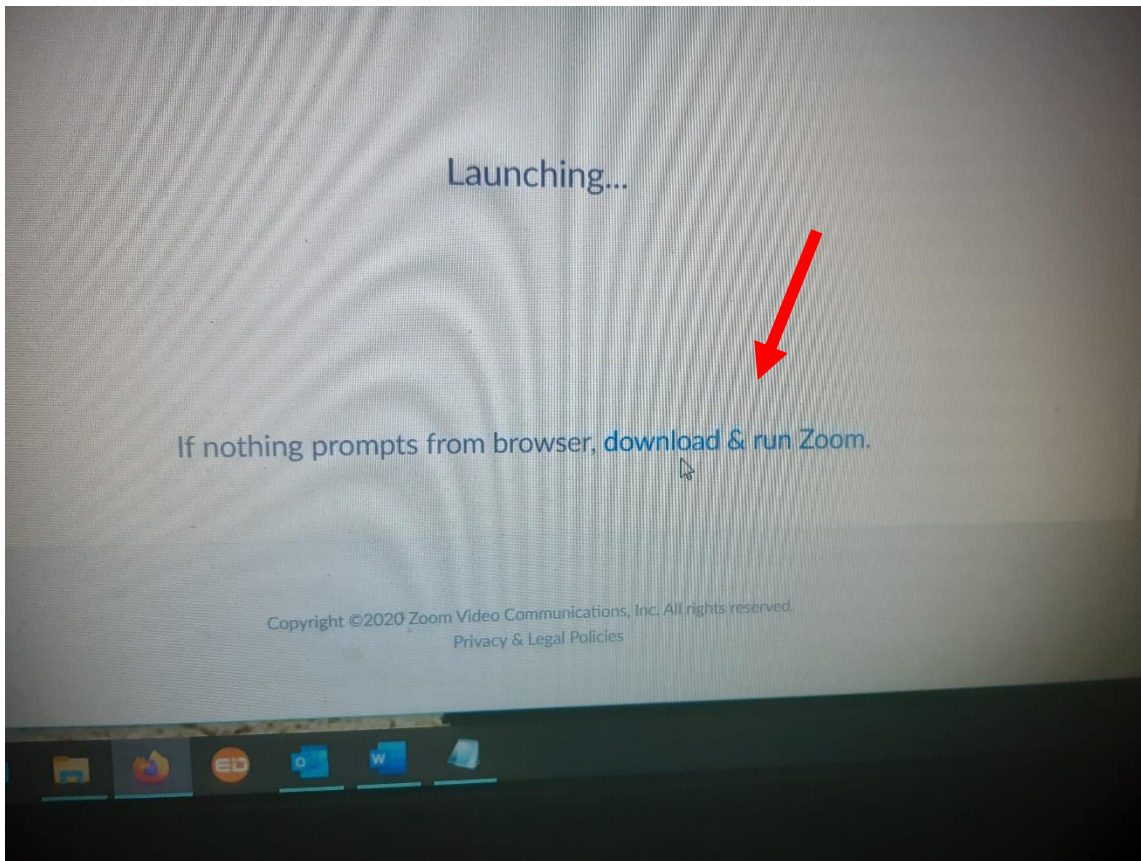 Launching...
If nothing prompts from browser, download & run Zoom.
Copyright ©2020 Zoom Video Communications, Inc. All rights reserved.
Privacy & Legal Policies
ED
O
W